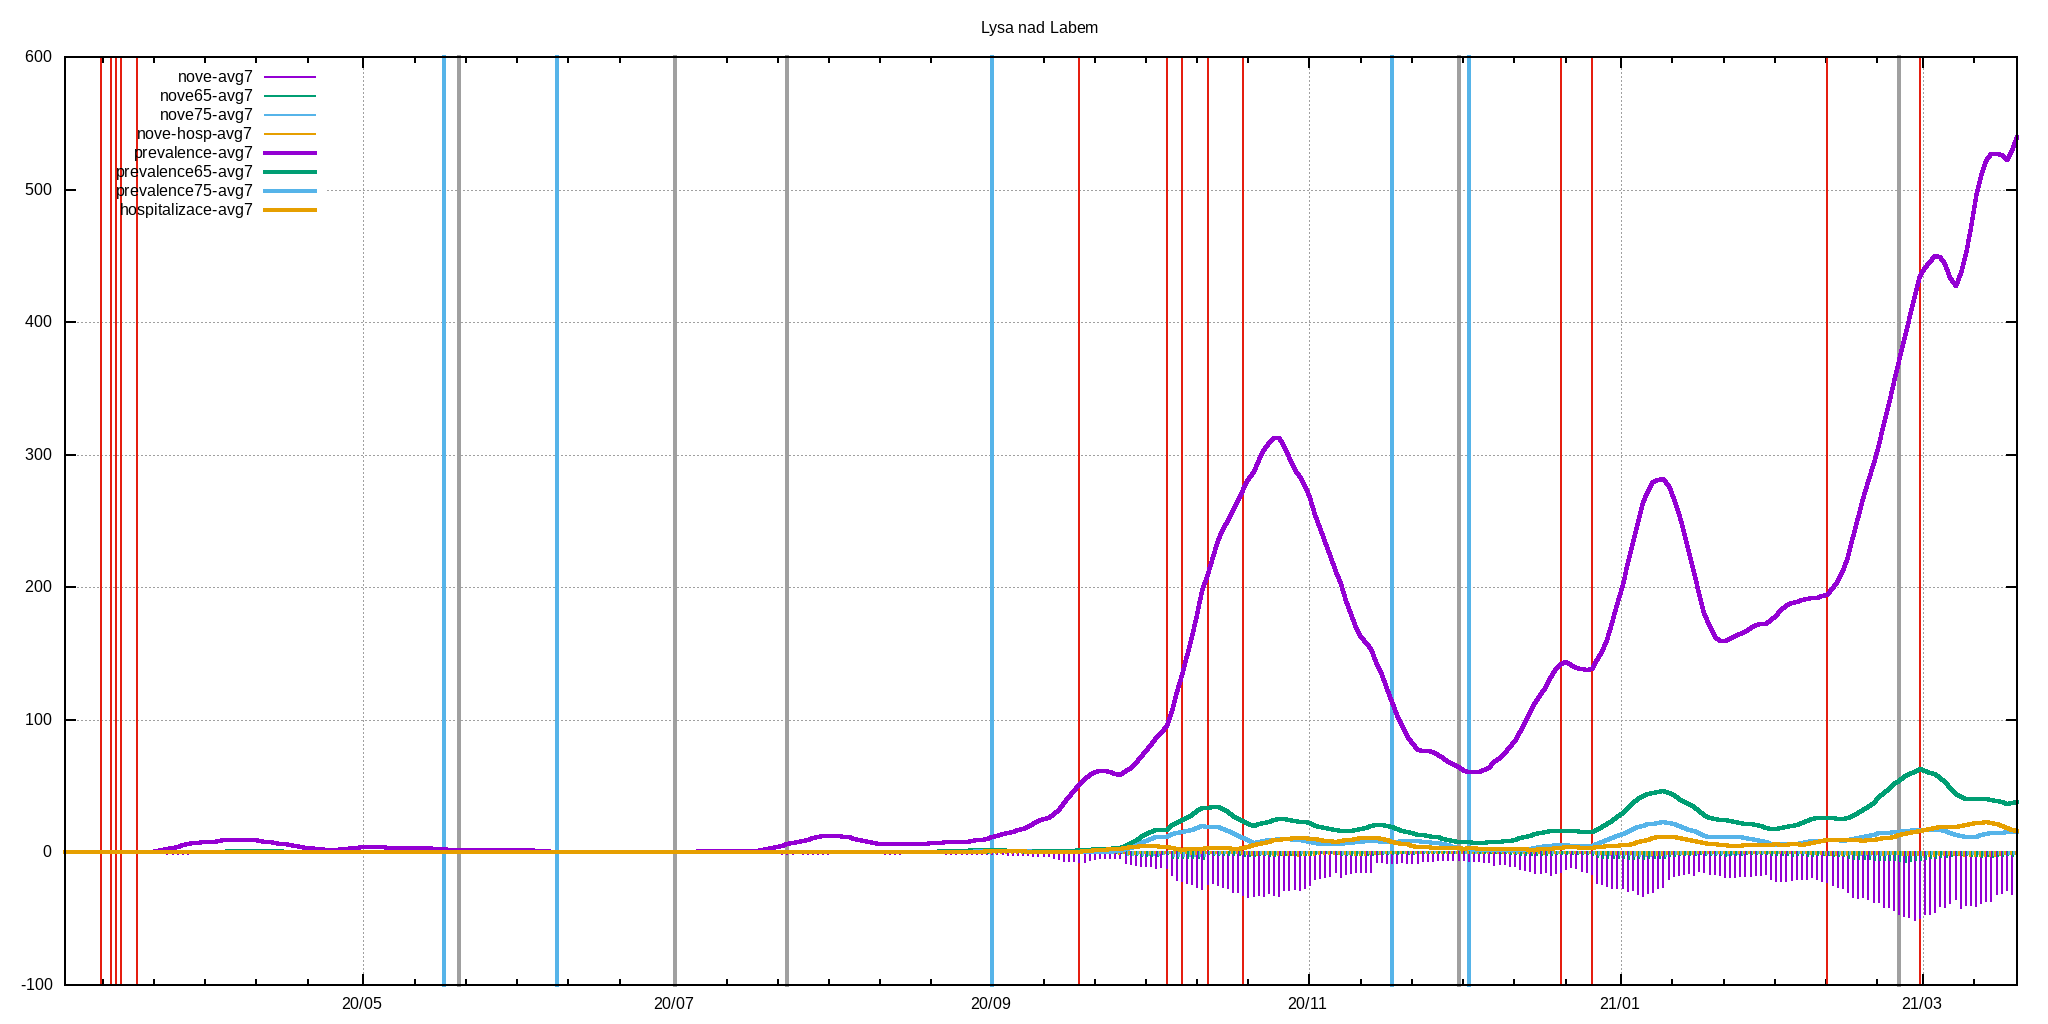 Lysa nad Labem
600
500
400
300
200
100
0
-100
nove-avg7
nove65-avg7
nove75-avg7
nove-hosp-avg7
prevalence-avg7
prevalence65-avg7
prevalence75-avg7
hospitalizace-avg7
20/05
20/07
20/09
20/11
21/01
21/03